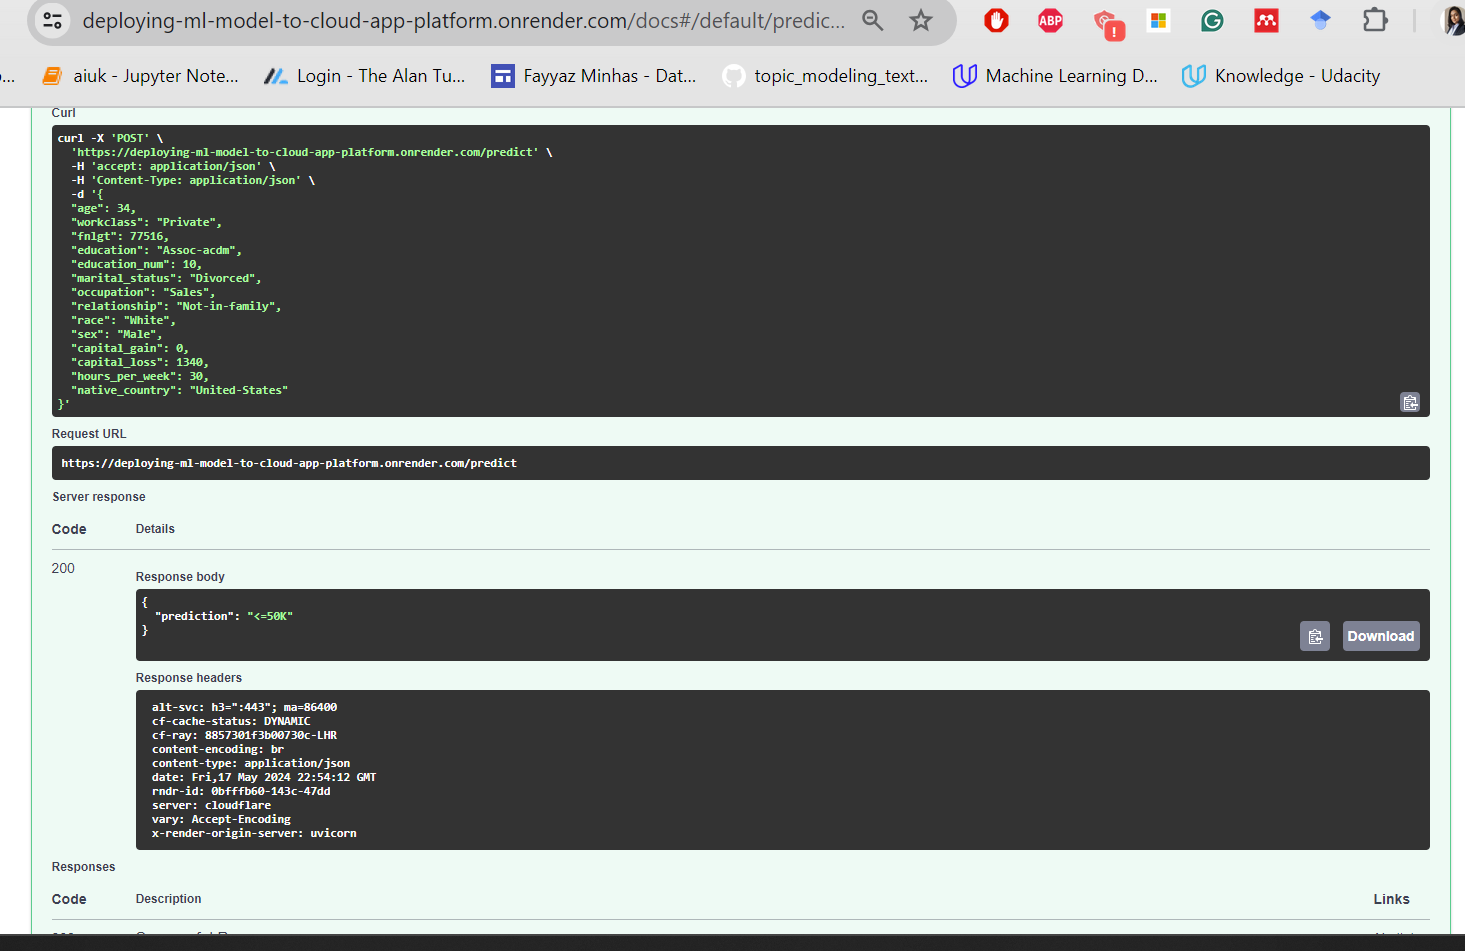 deploying-ml-model-to-cloud-app-platform.onrender.com/docs#/default/predic...
ABP
!
G
... aiuk - Jupyter Note... Login - The Alan Tu... Fayyaz Minhas - Dat... topic_modeling_text... Machine Learning D... Knowledge - Udacity
Curl
curl -X 'POST' \
'https://deploying-ml-model-to-cloud-app-platform.onrender.com/predict' \
-H 'accept: application/json' \
-H 'Content-Type: application/json' \
-d '{
"age": 34,
"workclass": "Private",
"fnlgt": 77516,
"education": "Assoc-acdm",
"education_num": 10,
"marital_status": "Divorced",
"occupation": "Sales",
"relationship": "Not-in-family",
"race": "White",
"sex": "Male",
"capital_gain": 0,
"capital_loss": 1340,
"hours_per_week": 30,
"native_country": "United-States"
}'
Request URL
https://deploying-ml-model-to-cloud-app-platform.onrender.com/predict
Server response
Code Details
200
Response body
{
"prediction": "<=50K"
}
Download
Response headers
alt-svc: h3=":443"; ma=86400
cf-cache-status: DYNAMIC
cf-ray: 8857301f3b00730c-LHR
content-encoding: br
content-type: application/json
date: Fri,17 May 2024 22:54:12 GMT
rndr-id: 0bfffb60-143c-47dd
server: cloudflare
vary: Accept-Encoding
x-render-origin-server: uvicorn
Responses
Code Description Links